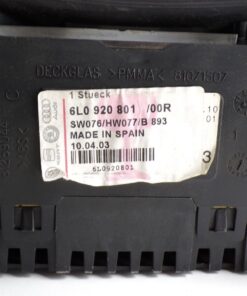 DECKGLAS >PMMA< 81071507
1 Stueck
6L0 920 801 /00R
SW076/HW077/B 893
MADE IN SPAIN
10.04.03
3
6L0920801